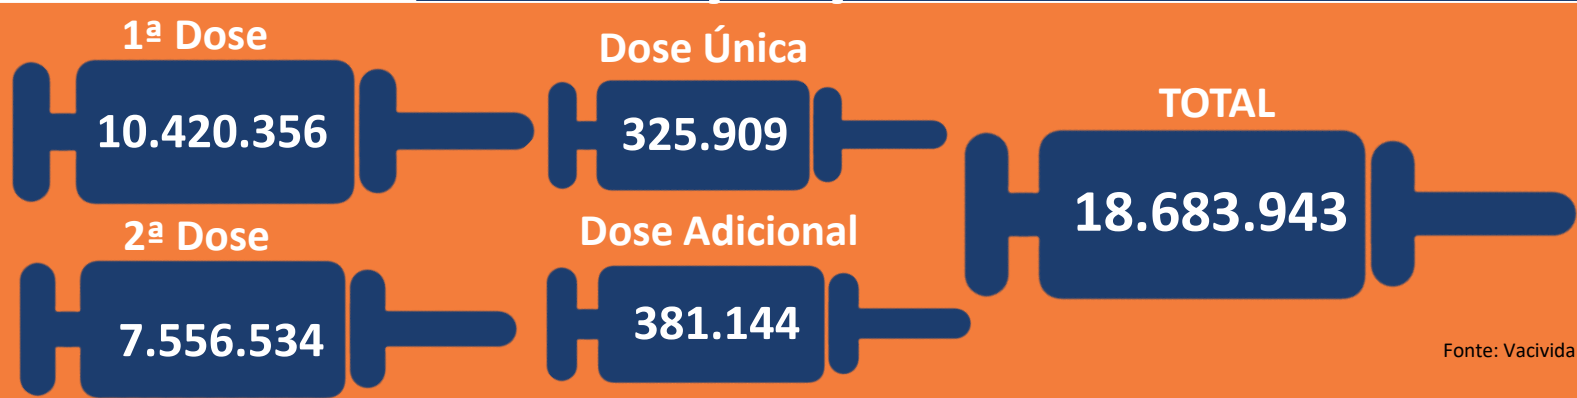 1ª Dose
10.420.356
2ª Dose
7.556.534
Dose Única
325.909
Dose Adicional
381.144
TOTAL
18.683.943
Fonte: Vacivida